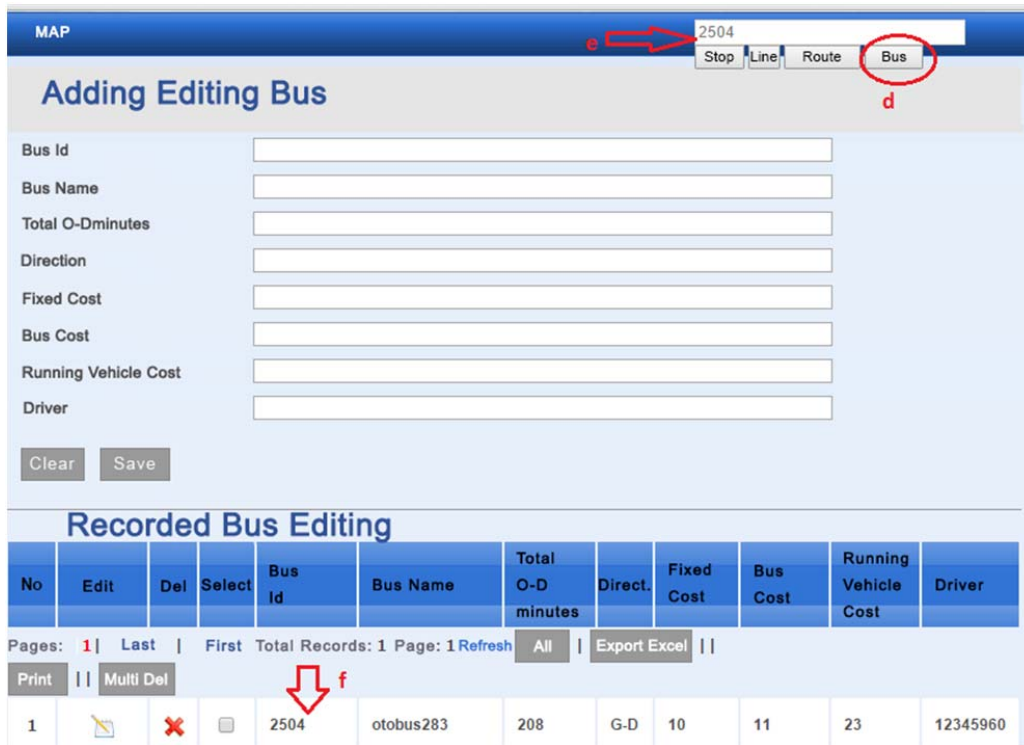 MAP
2504
e
Stop Line Route Bus
d
Adding Editing Bus
Bus Id
Bus Name
Total O-Dminutes
Direction
Fixed Cost
Bus Cost
Running Vehicle Cost
Driver
Clear Save
Recorded Bus Editing
No Edit Del Select Bus Id Bus Name Total O-D minutes Direct. Fixed Cost Bus Cost Running Vehicle Cost Driver
Pages: 1| Last | First Total Records: 1 Page: 1 Refresh All | Export Excel ||
Print || Multi Del
f
1 2504 otobus283 208 G-D 10 11 23 12345960